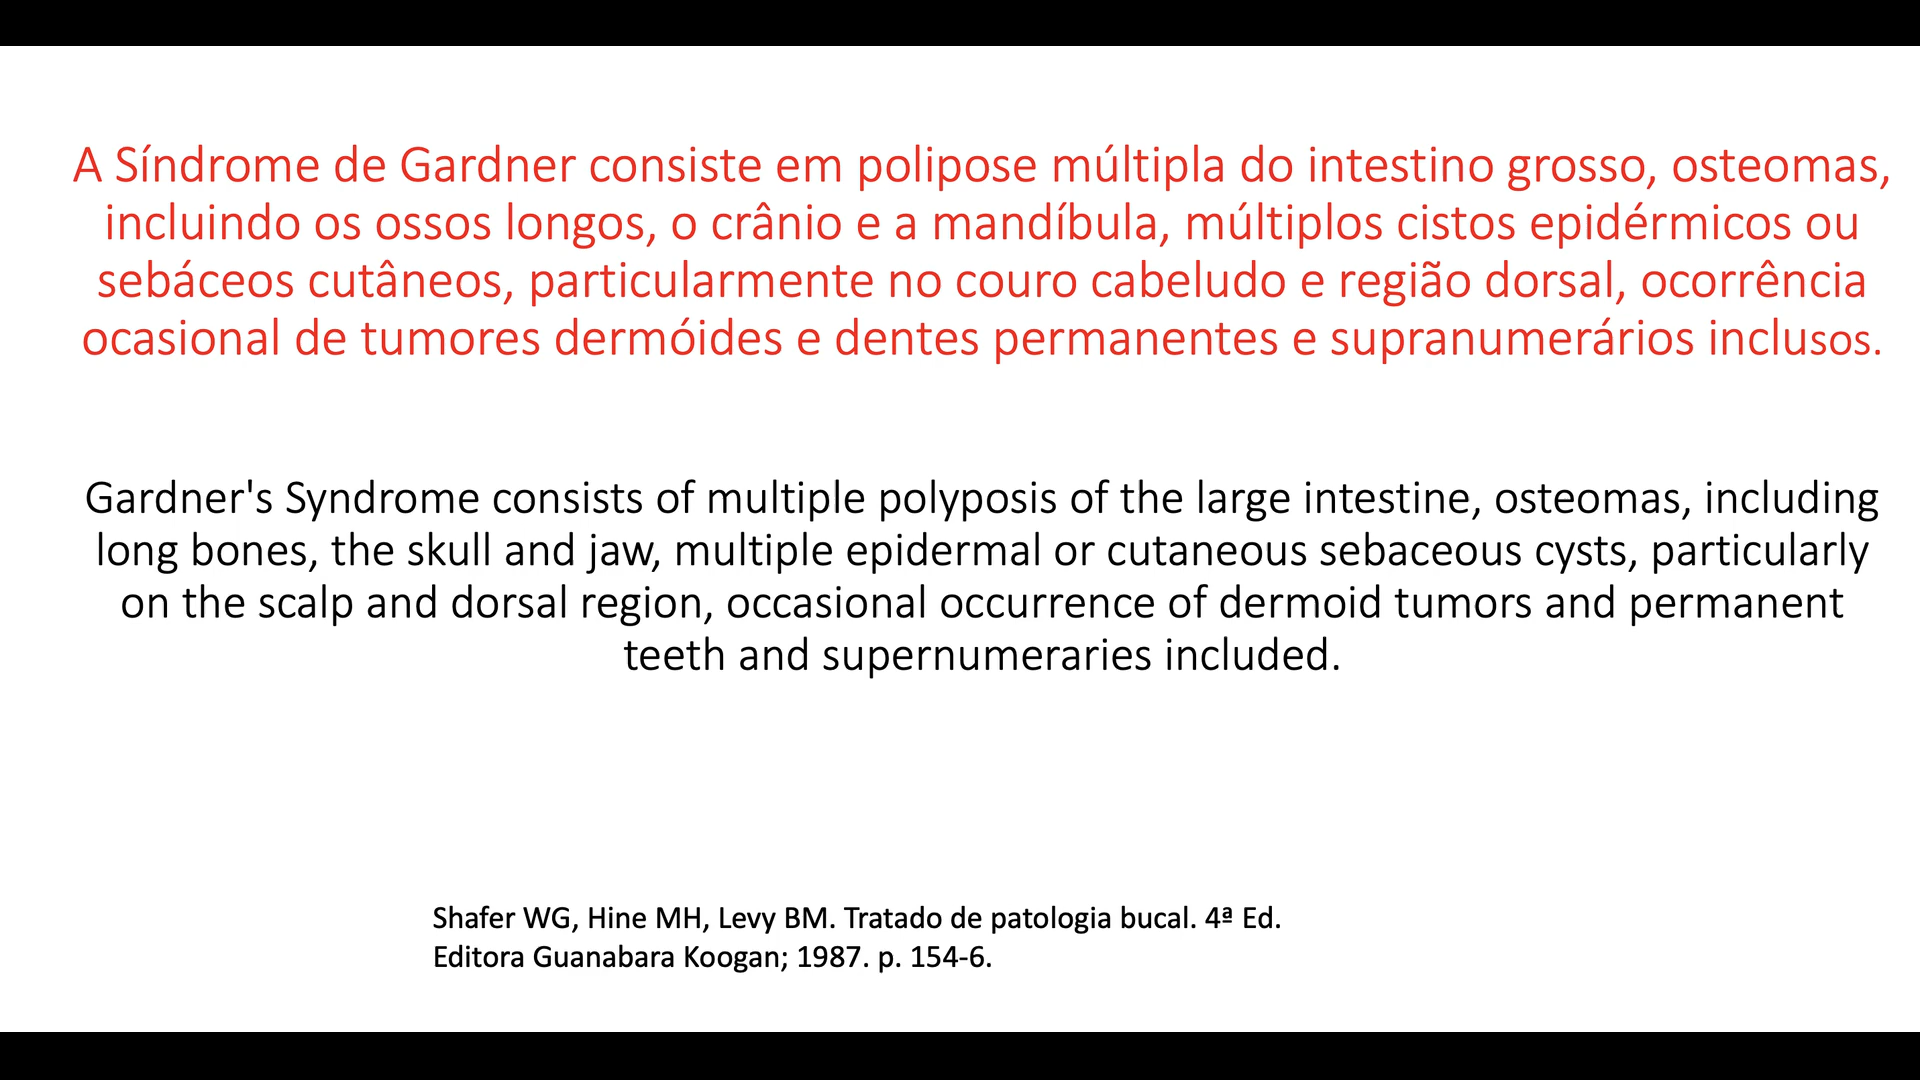 A Síndrome de Gardner consiste em polipose múltipla do intestino grosso, osteomas,
incluindo os ossos longos, o crânio e a mandíbula, múltiplos cistos epidérmicos ou
sebáceos cutâneos, particularmente no couro cabeludo e região dorsal, ocorrência
ocasional de tumores dermóides e dentes permanentes e supranumerários inclusos.
Gardner's Syndrome consists of multiple polyposis of the large intestine, osteomas, including
long bones, the skull and jaw, multiple epidermal or cutaneous sebaceous cysts, particularly
on the scalp and dorsal region, occasional occurrence of dermoid tumors and permanent
teeth and supernumeraries included.
Shafer WG, Hine MH, Levy BM. Tratado de patologia bucal. 4ª Ed.
Editora Guanabara Koogan; 1987. p. 154-6.